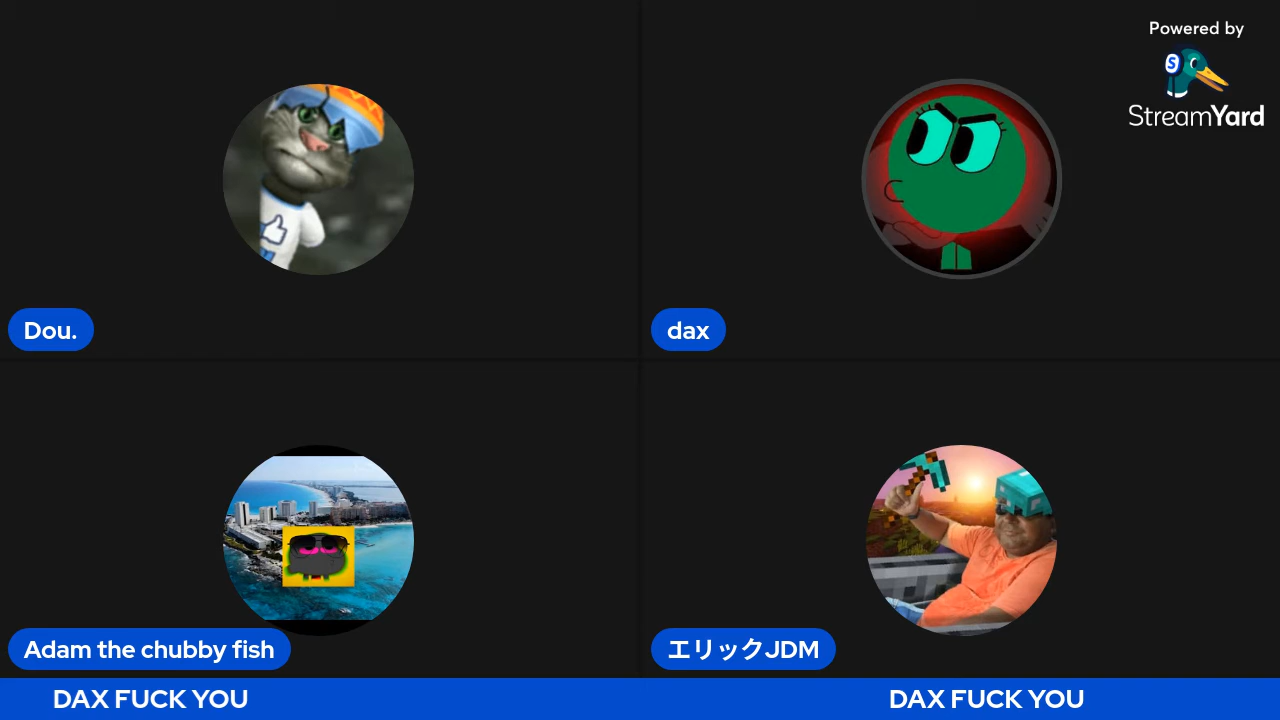 Powered by
S
StreamYard
Dou.
dax
Adam the chubby fish
エリックJDM
DAX FUCK YOU
DAX FUCK YOU